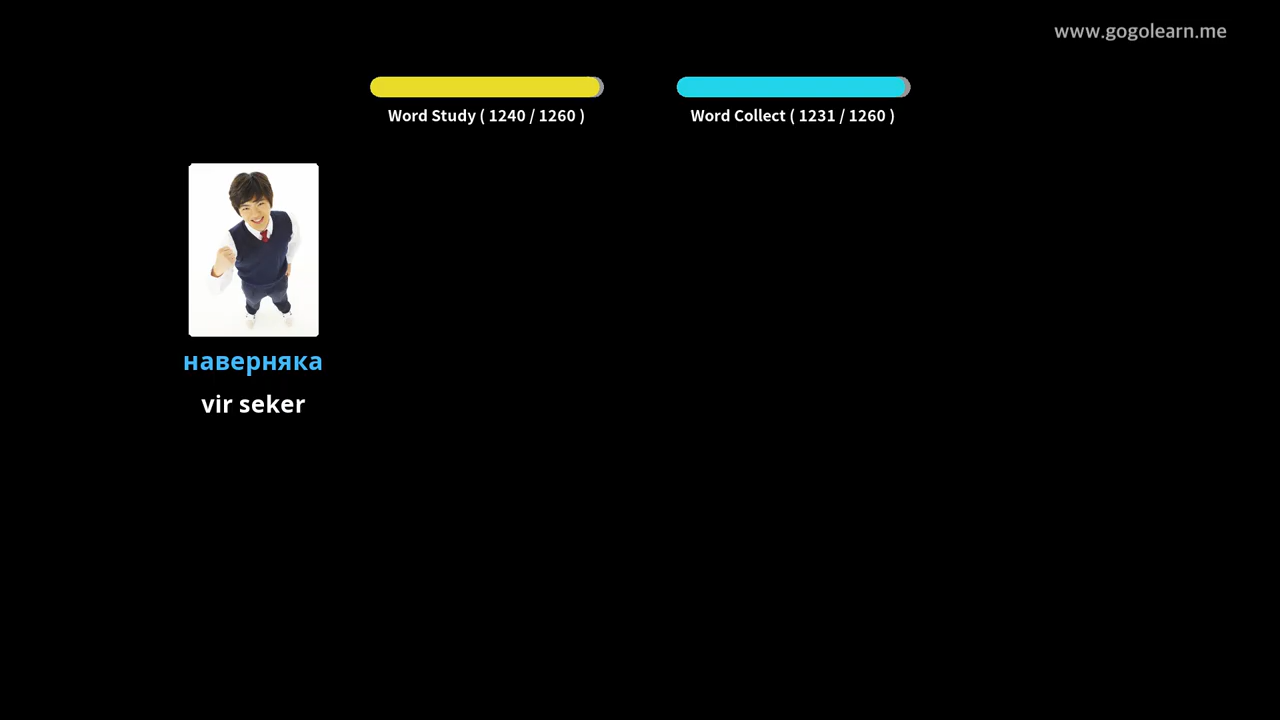 www.gogolearn.me
Word Study ( 1240 / 1260 )
Word Collect ( 1231 / 1260 )
наверняка
vir seker